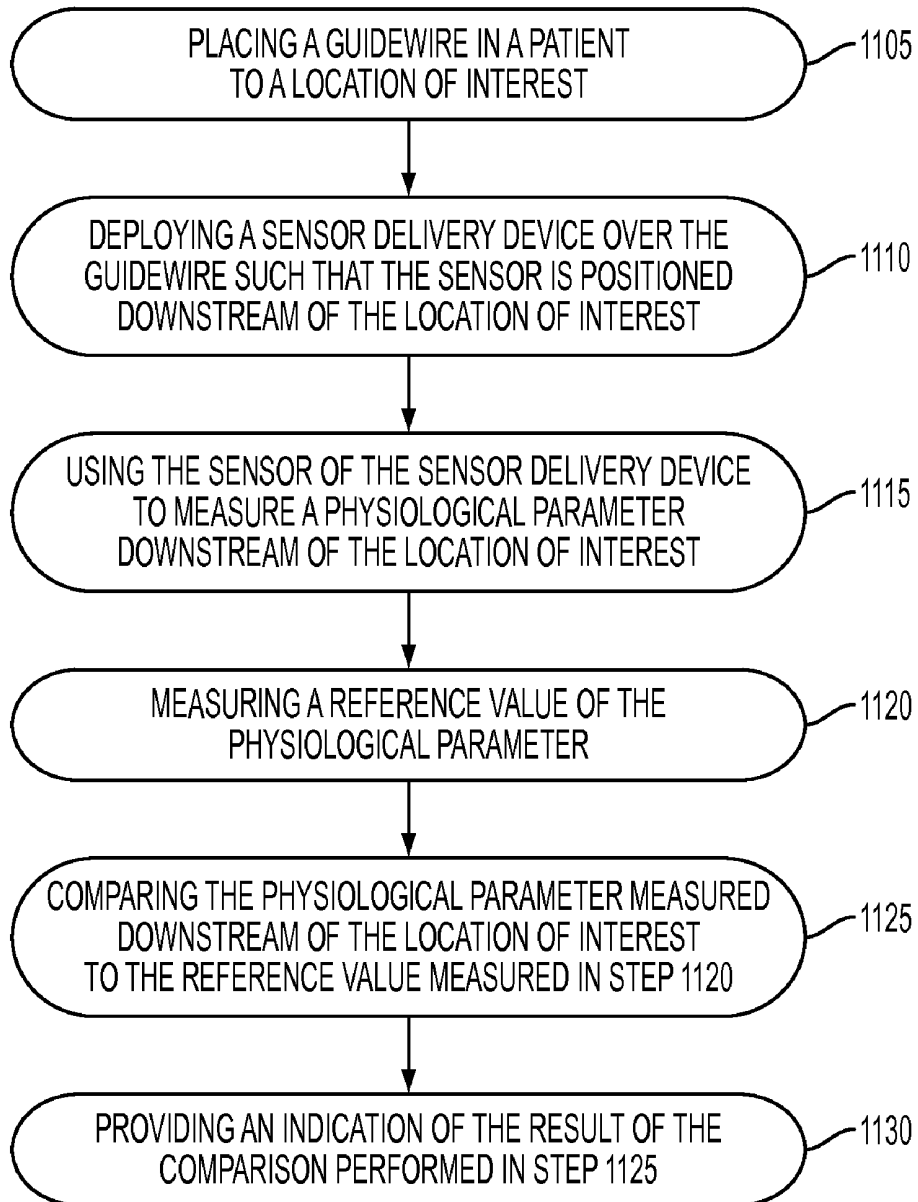 PLACING A GUIDEWIRE IN A PATIENT
TO A LOCATION OF INTEREST
1105
DEPLOYING A SENSOR DELIVERY DEVICE OVER THE
GUIDEWIRE SUCH THAT THE SENSOR IS POSITIONED
DOWNSTREAM OF THE LOCATION OF INTEREST
1110
USING THE SENSOR OF THE SENSOR DELIVERY DEVICE
TO MEASURE A PHYSIOLOGICAL PARAMETER
DOWNSTREAM OF THE LOCATION OF INTEREST
1115
MEASURING A REFERENCE VALUE OF THE
PHYSIOLOGICAL PARAMETER
1120
COMPARING THE PHYSIOLOGICAL PARAMETER MEASURED
DOWNSTREAM OF THE LOCATION OF INTEREST
TO THE REFERENCE VALUE MEASURED IN STEP 1120
1125
PROVIDING AN INDICATION OF THE RESULT OF THE
COMPARISON PERFORMED IN STEP 1125
1130